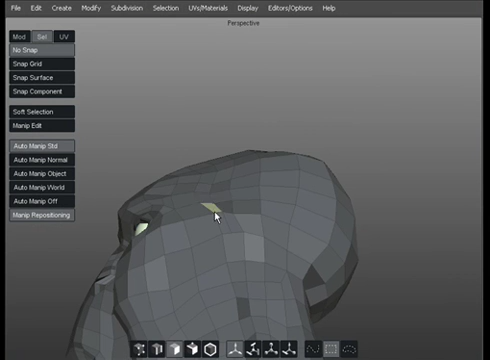 File Edit Create Modify Subdivision Selection UVs/Materials Display Editors/Options Help
Perspective
Mod Sel UV
No Snap
Snap Grid
Snap Surface
Snap Component
Soft Selection
Manip Edit
Auto Manip Std
Auto Manip Normal
Auto Manip Object
Auto Manip World
Auto Manip Off
Manip Repositioning